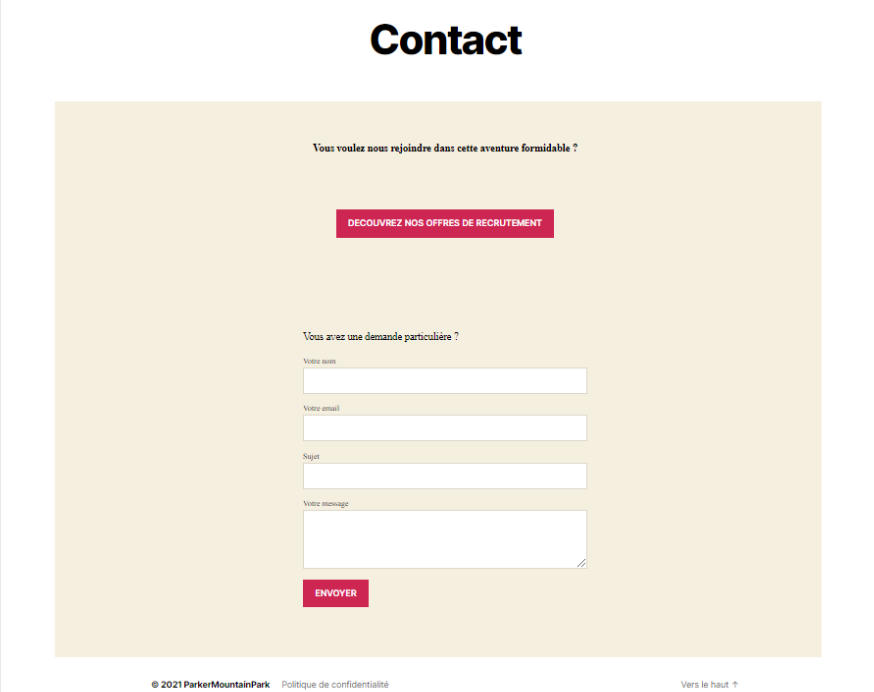 Contact
Vous voulez nous rejoindre dans cette aventure formidable ?
DECOUVREZ NOS OFFRES DE RECRUTEMENT
Vous avez une demande particulière ?
Votre nom
Votre email
Sujet
Votre message
ENVOYER
© 2021 ParkerMountainPark Politique de confidentialité Vers le haut ↑